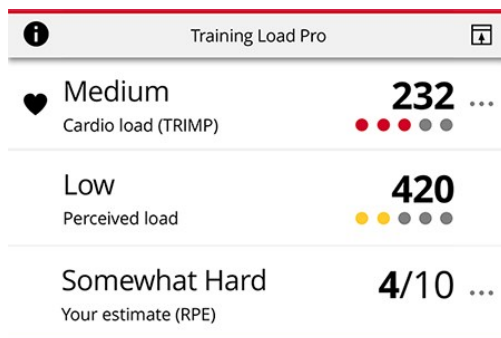 Training Load Pro
Medium 232
Cardio load (TRIMP)
Low 420
Perceived load
Somewhat Hard 4/10
Your estimate (RPE)